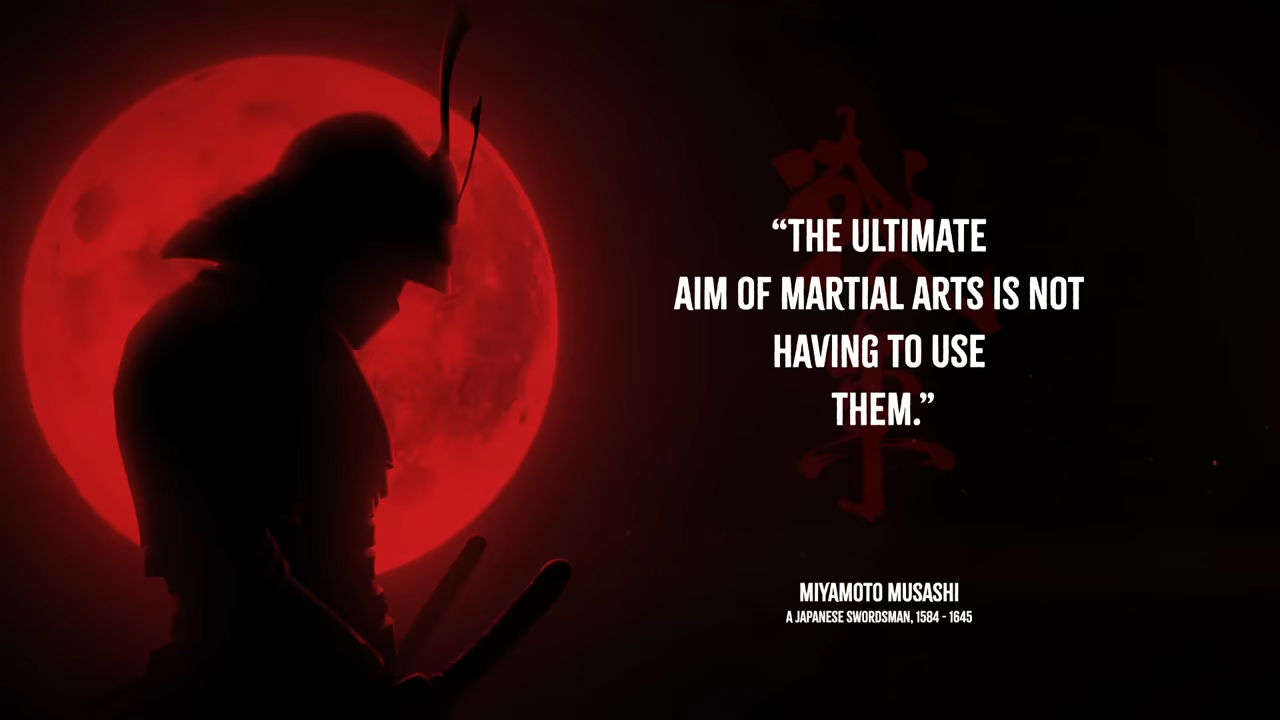 “THE ULTIMATE
AIM OF MARTIAL ARTS IS NOT
HAVING TO USE
THEM.”
MIYAMOTO MUSASHI
A JAPANESE SWORDSMAN, 1584 - 1645